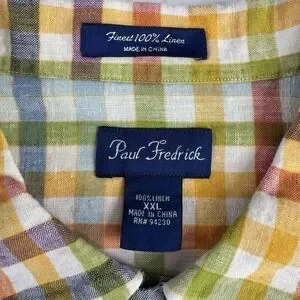 Finest 100% Linen
MADE IN CHINA
Paul Fredrick
100% LINEN
XXL
MADE IN CHINA
RN# 94230